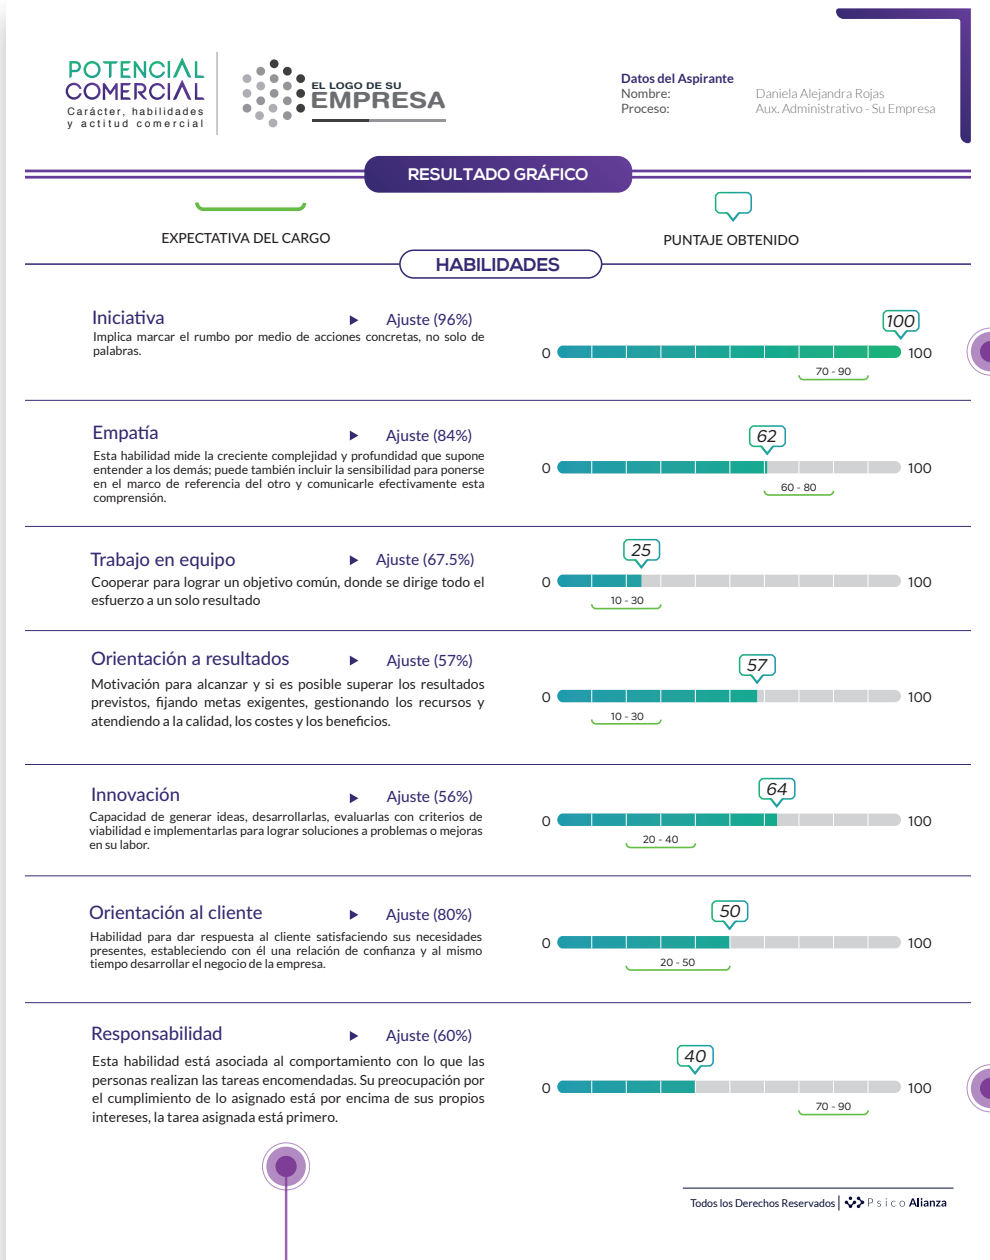 POTENCIAL
COMERCIAL
Carácter, habilidades
y actitud comercial
EL LOGO DE SU
EMPRESA
Datos del Aspirante
Nombre: Daniela Alejandra Rojas
Proceso: Aux. Administrativo - Su Empresa
RESULTADO GRÁFICO
EXPECTATIVA DEL CARGO
PUNTAJE OBTENIDO
HABILIDADES
Iniciativa Ajuste (96%)
Implica marcar el rumbo por medio de acciones concretas, no solo de
palabras.
100
0 100
70 - 90
Empatía Ajuste (84%)
Esta habilidad mide la creciente complejidad y profundidad que supone
entender a los demás; puede también incluir la sensibilidad para ponerse
en el marco de referencia del otro y comunicarle efectivamente esta
comprensión.
62
0 100
60 - 80
Trabajo en equipo Ajuste (67.5%)
Cooperar para lograr un objetivo común, donde se dirige todo el
esfuerzo a un solo resultado
25
0 100
10 - 30
Orientación a resultados Ajuste (57%)
Motivación para alcanzar y si es posible superar los resultados
previstos, fijando metas exigentes, gestionando los recursos y
atendiendo a la calidad, los costes y los beneficios.
57
0 100
10 - 30
Innovación Ajuste (56%)
Capacidad de generar ideas, desarrollarlas, evaluarlas con criterios de
viabilidad e implementarlas para lograr soluciones a problemas o mejoras
en su labor.
64
0 100
20 - 40
Orientación al cliente Ajuste (80%)
Habilidad para dar respuesta al cliente satisfaciendo sus necesidades
presentes, estableciendo con él una relación de confianza y al mismo
tiempo desarrollar el negocio de la empresa.
50
0 100
20 - 50
Responsabilidad Ajuste (60%)
Esta habilidad está asociada al comportamiento con lo que las
personas realizan las tareas encomendadas. Su preocupación por
el cumplimiento de lo asignado está por encima de sus propios
intereses, la tarea asignada está primero.
40
0 100
70 - 90
Todos los Derechos Reservados | Psico Alianza